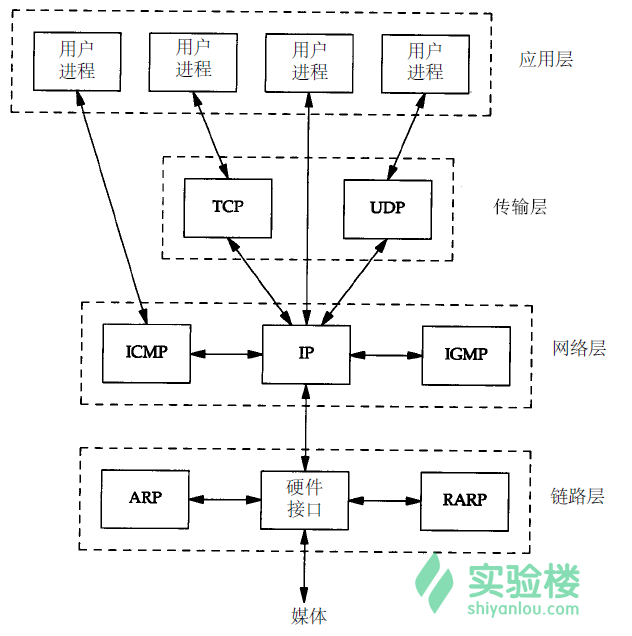 用户
进程
用户
进程
用户
进程
用户
进程
应用层
TCP
UDP
传输层
ICMP
IP
IGMP
网络层
ARP
硬件
接口
RARP
链路层
媒体
实验楼
shiyanlou.com